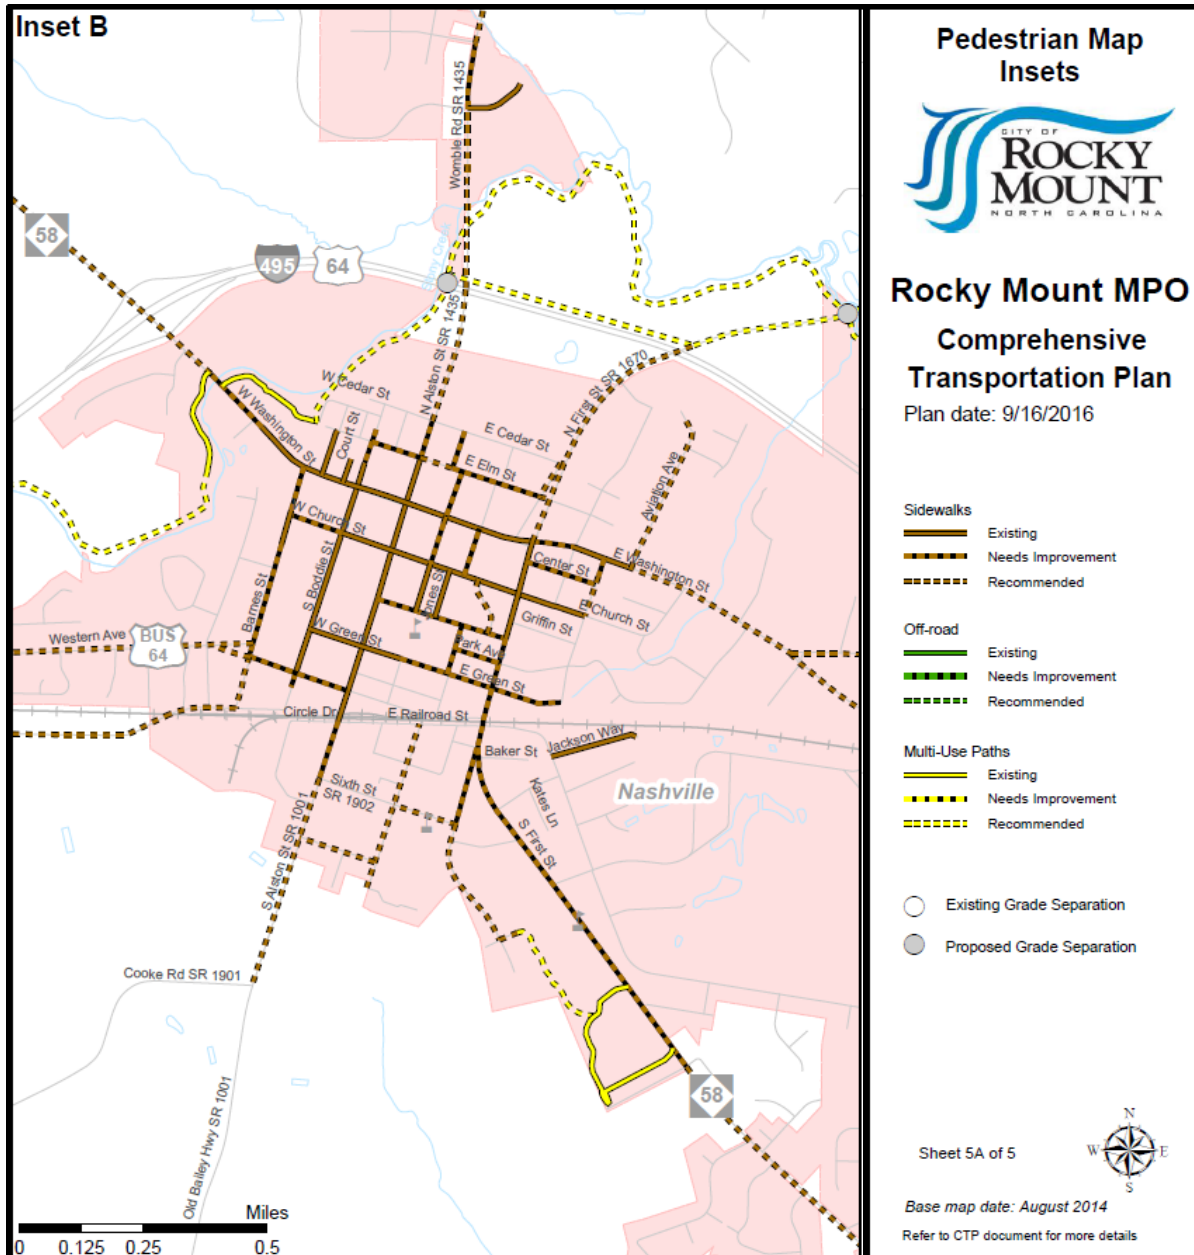 Inset B
Womble Rd SR 1435
58
495
64
Stony Creek
N Alston St SR 1435
N First St SR 1670
W Cedar St
W Washington St
Court St
E Cedar St
E Elm St
Aviation Ave
W Church St
Center St
E Washington St
S Boddie St
Jones St
E Church St
Barnes St
Griffin St
W Green St
Park Ave
Western Ave
BUS
64
E Green St
Circle Dr
E Railroad St
Baker St
Jackson Way
Sixth St
SR 1902
Kates Ln
Nashville
S First St
S Alston St SR 1001
Cooke Rd SR 1901
Old Bailey Hwy SR 1001
58
Miles
0 0.125 0.25 0.5
Pedestrian Map
Insets
CITY OF
ROCKY
MOUNT
NORTH CAROLINA
Rocky Mount MPO
Comprehensive
Transportation Plan
Plan date: 9/16/2016
Sidewalks
Existing
Needs Improvement
Recommended
Off-road
Existing
Needs Improvement
Recommended
Multi-Use Paths
Existing
Needs Improvement
Recommended
Existing Grade Separation
Proposed Grade Separation
Sheet 5A of 5
N
W E
S
Base map date: August 2014
Refer to CTP document for more details